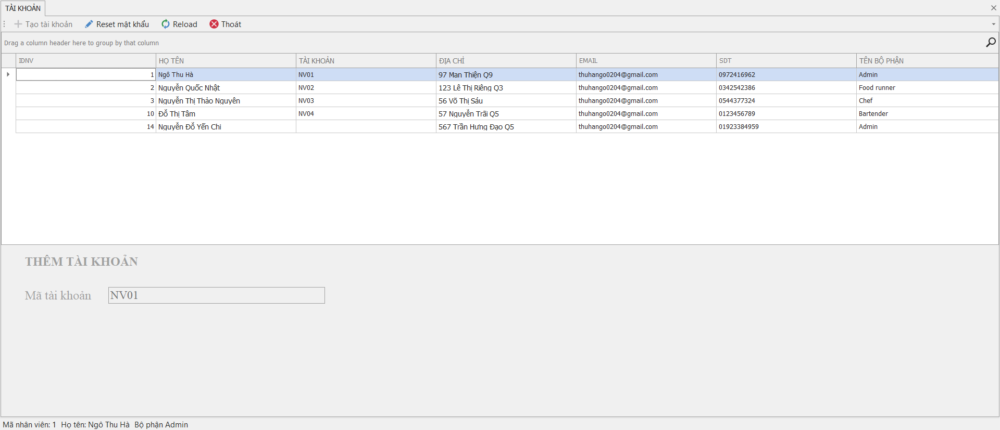 TÀI KHOẢN
Tạo tài khoản Reset mật khẩu Reload Thoát
Drag a column header here to group by that column
IDNV HỌ TÊN TÀI KHOẢN ĐỊA CHỈ EMAIL SDT TÊN BỘ PHẬN
1 Ngô Thu Hà NV01 97 Man Thiện Q9 thuhango0204@gmail.com 0972416962 Admin
2 Nguyễn Quốc Nhật NV02 123 Lê Thị Riêng Q3 thuhango0204@gmail.com 0342542386 Food runner
3 Nguyễn Thị Thảo Nguyên NV03 56 Võ Thị Sáu thuhango0204@gmail.com 0544377324 Chef
10 Đỗ Thị Tâm NV04 57 Nguyễn Trãi Q5 thuhango0204@gmail.com 0123456789 Bartender
14 Nguyễn Đỗ Yến Chi 567 Trần Hưng Đạo Q5 thuhango0204@gmail.com 01923384959 Admin
THÊM TÀI KHOẢN
Mã tài khoản NV01
Mã nhân viên: 1 Họ tên: Ngô Thu Hà Bộ phận Admin